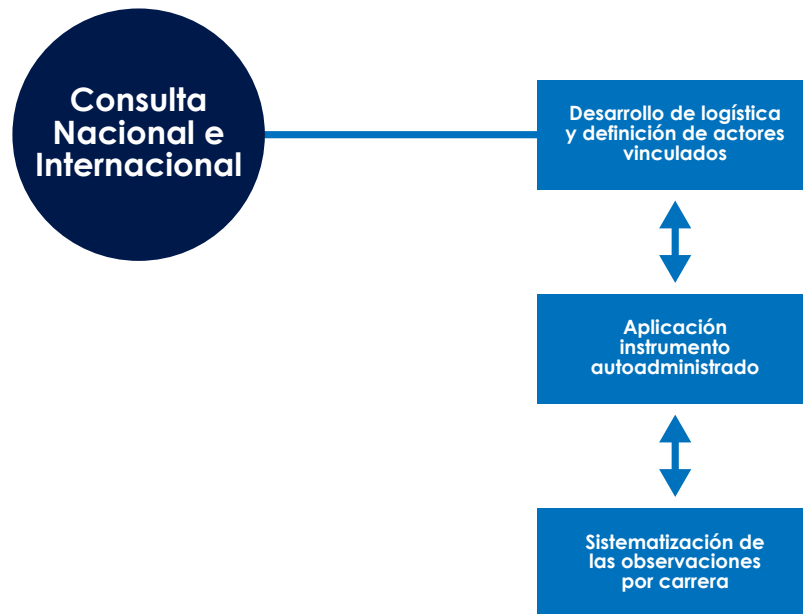 Consulta
Nacional e
Internacional
Desarrollo de logística
y definición de actores
vinculados
Aplicación
instrumento
autoadministrado
Sistematización de
las observaciones
por carrera